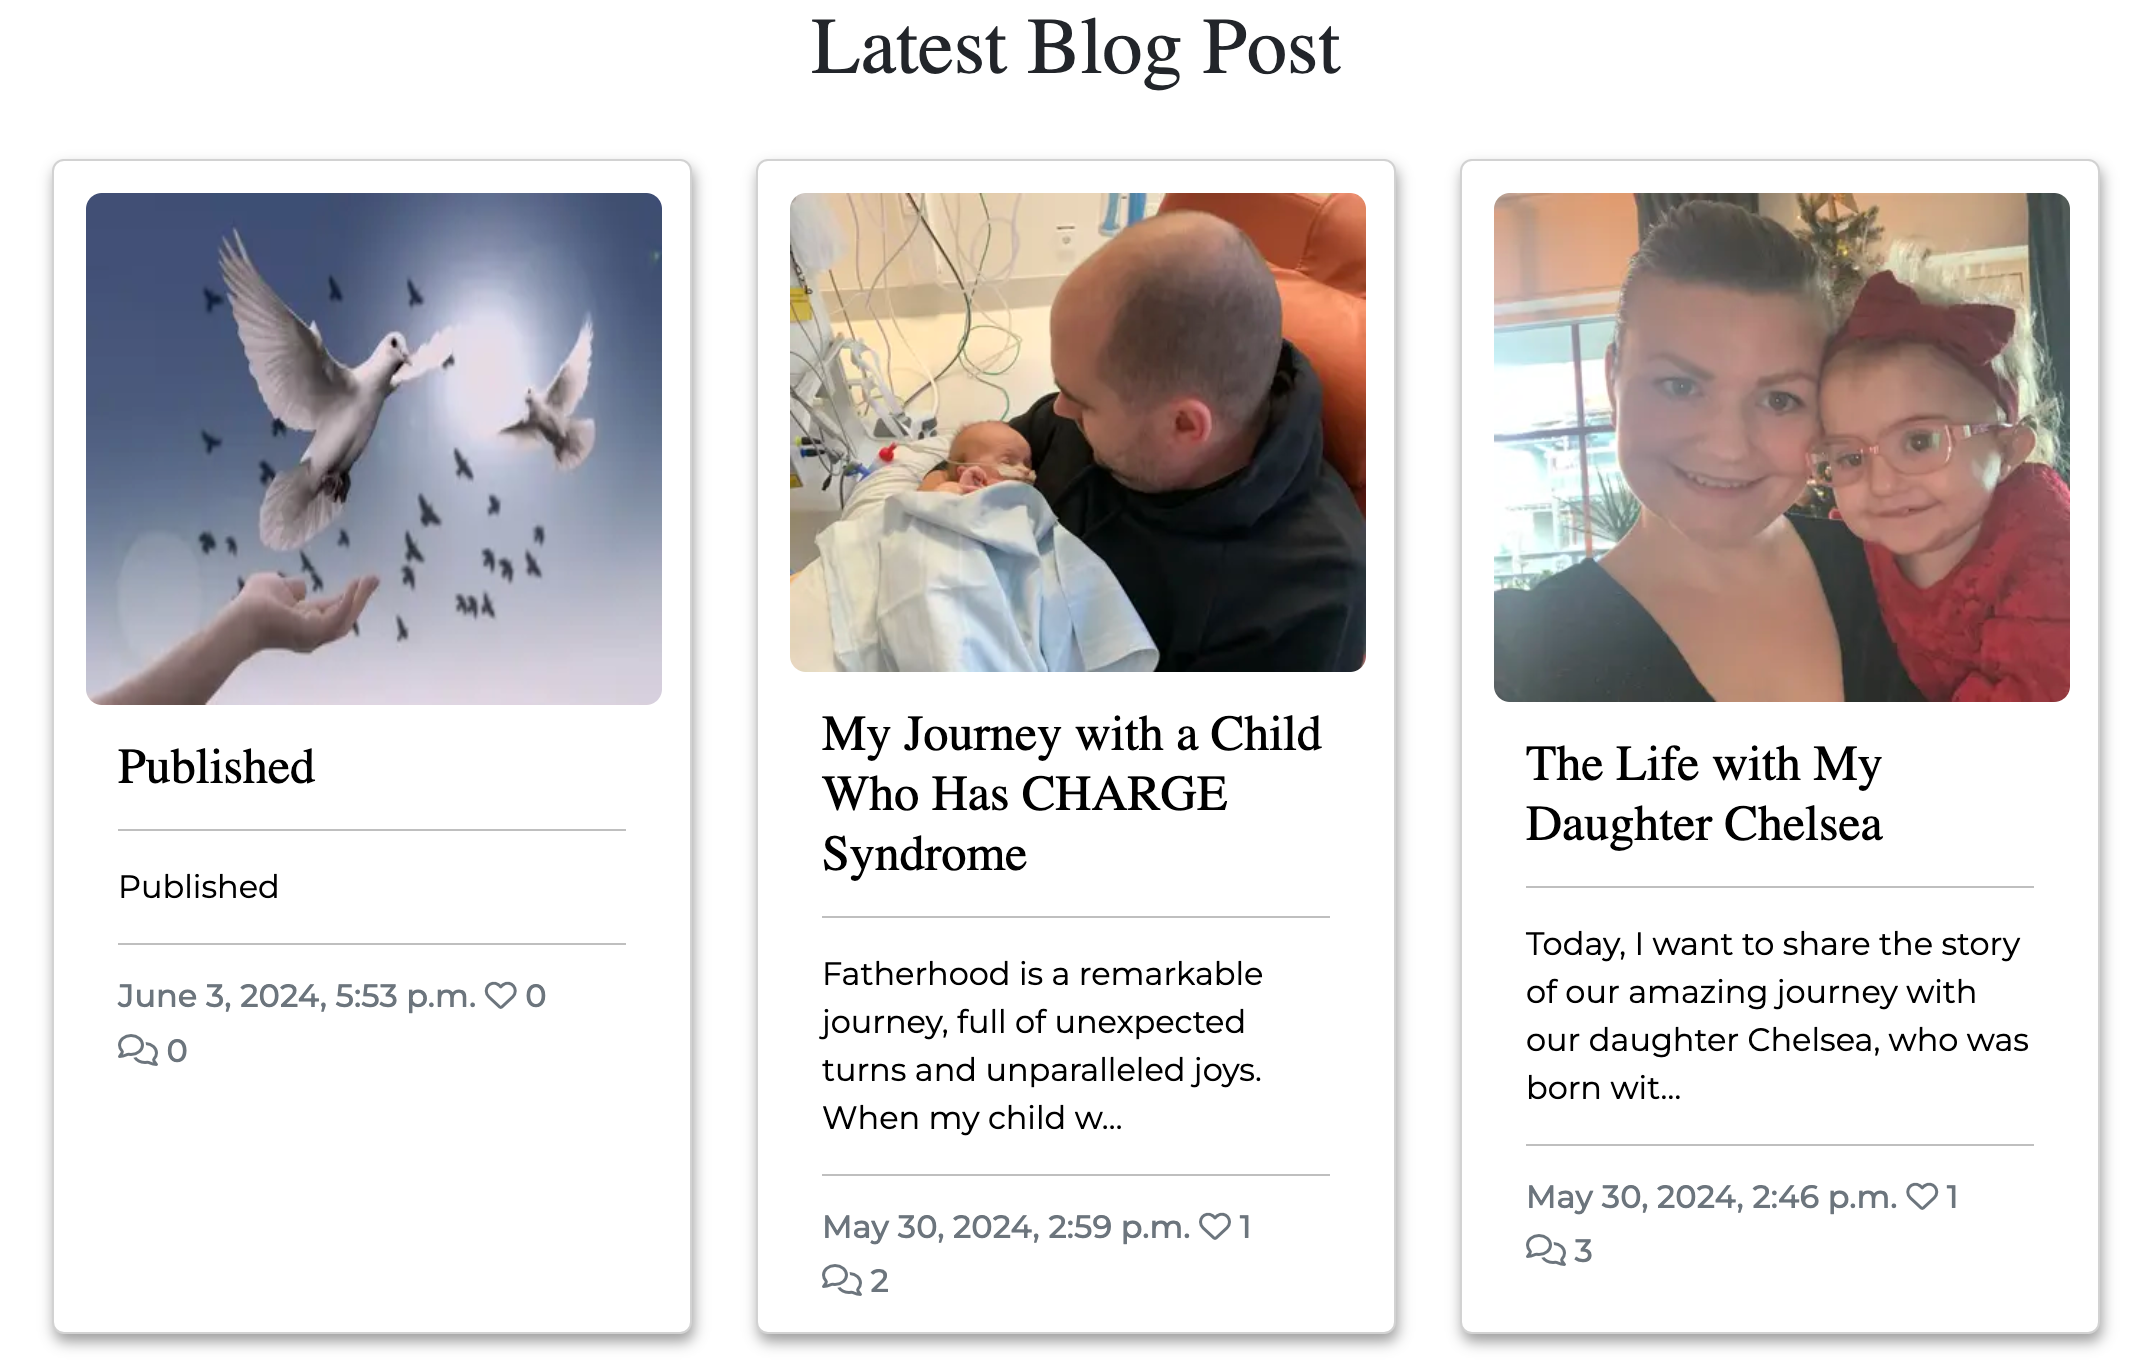 Latest Blog Post
Published
Published
June 3, 2024, 5:53 p.m. 0
0
My Journey with a Child
Who Has CHARGE
Syndrome
Fatherhood is a remarkable
journey, full of unexpected
turns and unparalleled joys.
When my child w...
May 30, 2024, 2:59 p.m. 1
2
The Life with My
Daughter Chelsea
Today, I want to share the story
of our amazing journey with
our daughter Chelsea, who was
born wit...
May 30, 2024, 2:46 p.m. 1
3